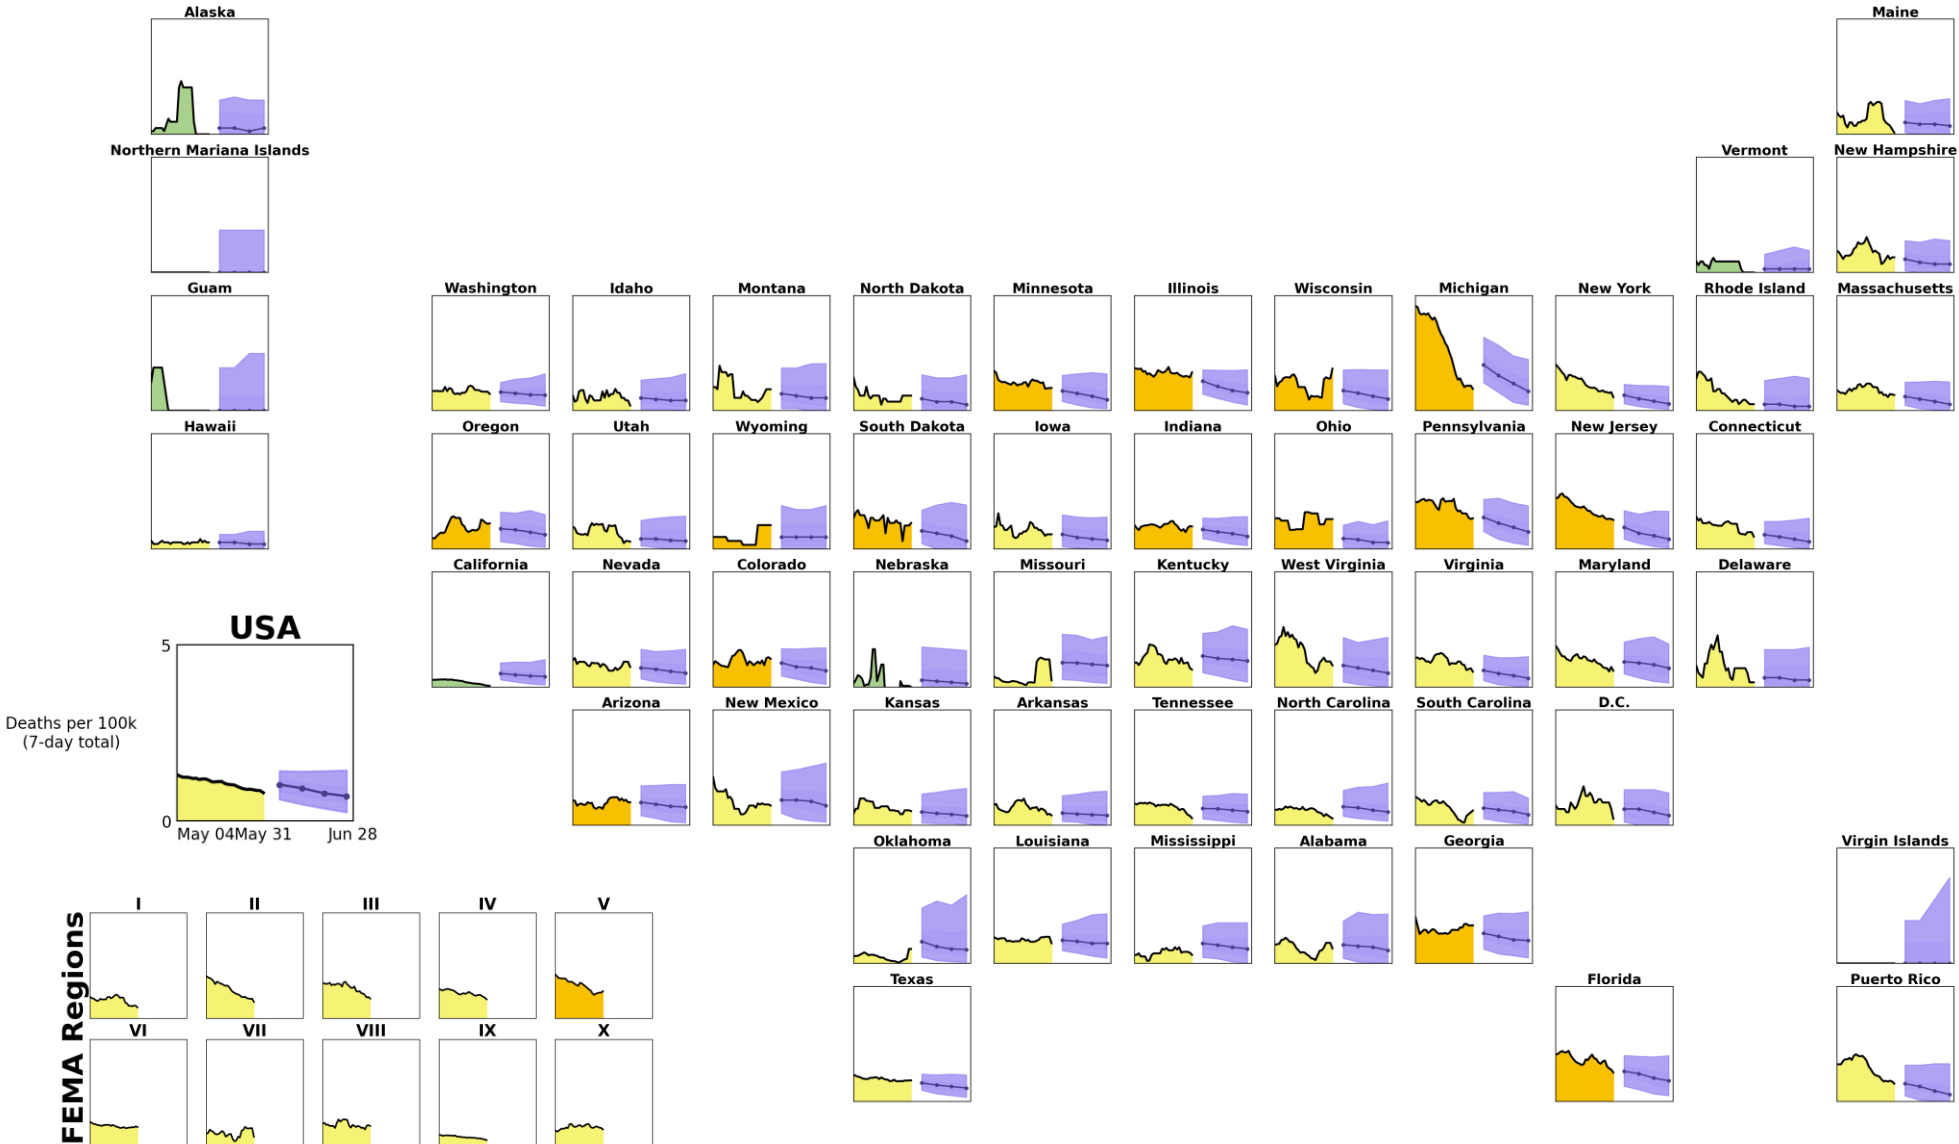 Alaska
Maine
Northern Mariana Islands
Vermont
New Hampshire
Guam
Washington
Idaho
Montana
North Dakota
Minnesota
Illinois
Wisconsin
Michigan
New York
Rhode Island
Massachusetts
Hawaii
Oregon
Utah
Wyoming
South Dakota
Iowa
Indiana
Ohio
Pennsylvania
New Jersey
Connecticut
California
Nevada
Colorado
Nebraska
Missouri
Kentucky
West Virginia
Virginia
Maryland
Delaware
USA
5
Deaths per 100k
(7-day total)
0
May 04
May 31
Jun 28
Arizona
New Mexico
Kansas
Arkansas
Tennessee
North Carolina
South Carolina
D.C.
Oklahoma
Louisiana
Mississippi
Alabama
Georgia
Virgin Islands
Texas
Florida
Puerto Rico
FEMA Regions
I
II
III
IV
V
VI
VII
VIII
IX
X